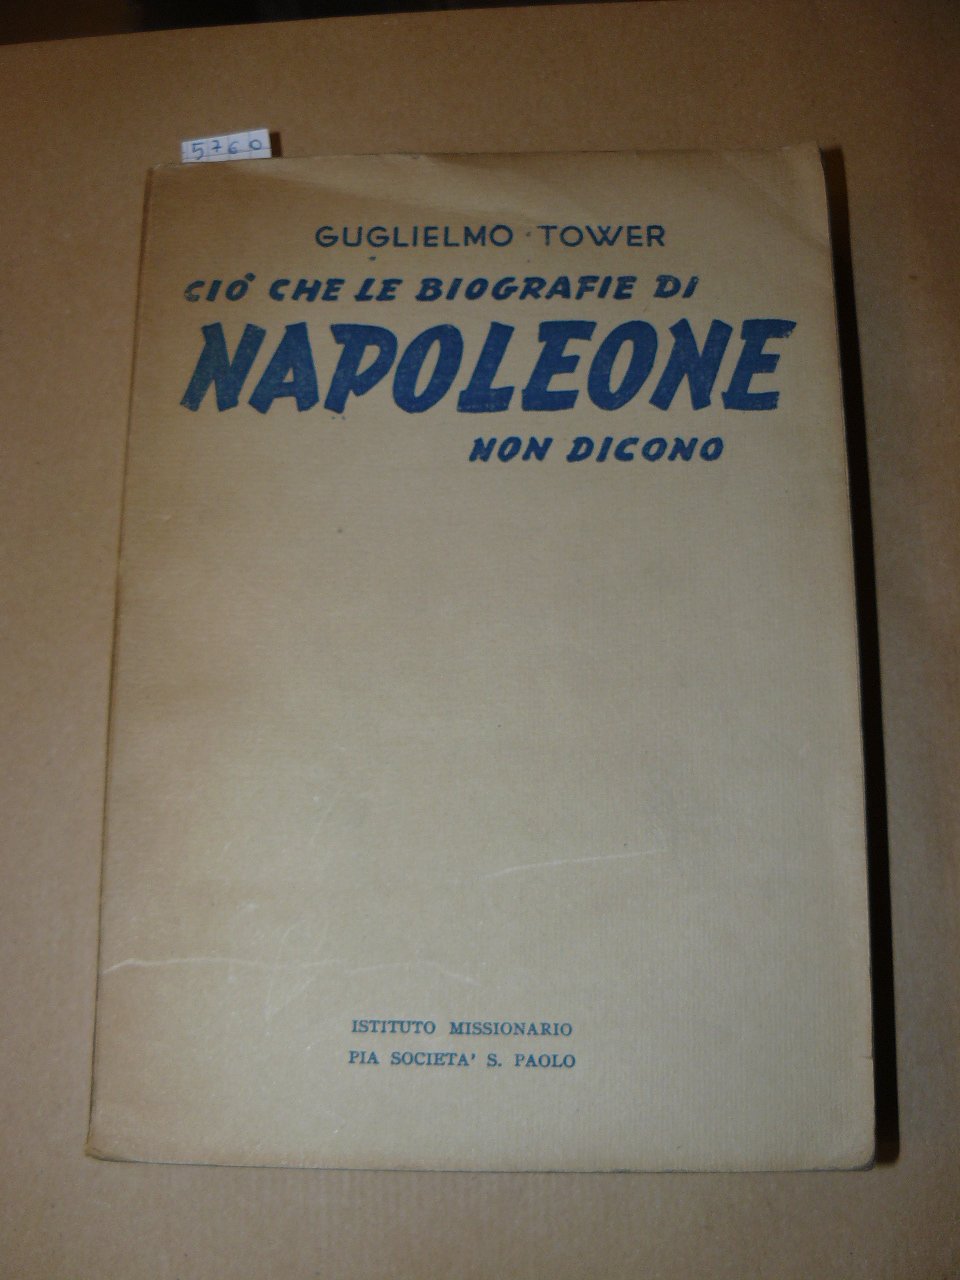 5760
GUGLIELMO TOWER
CIO' CHE LE BIOGRAFIE DI
NAPOLEONE
NON DICONO
ISTITUTO MISSIONARIO
PIA SOCIETA' S. PAOLO